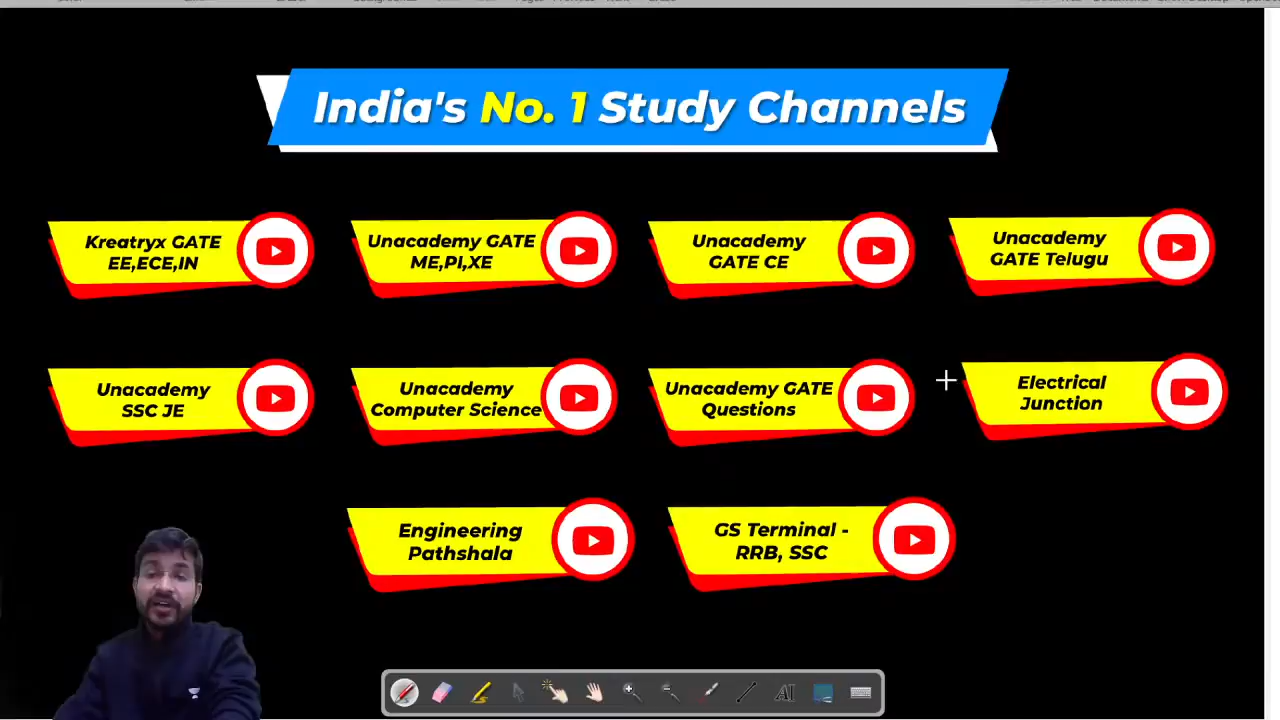 India's No. 1 Study Channels
Kreatryx GATE
EE,ECE,IN
Unacademy GATE
ME,PI,XE
Unacademy
GATE CE
Unacademy
GATE Telugu
Unacademy
SSC JE
Unacademy
Computer Science
Unacademy GATE
Questions
Electrical
Junction
Engineering
Pathshala
GS Terminal -
RRB, SSC
AI